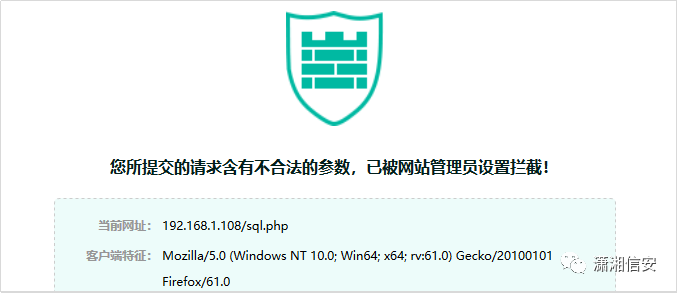 您所提交的请求含有不合法的参数，已被网站管理员设置拦截！
当前网址： 192.168.1.108/sql.php
客户端特征： Mozilla/5.0 (Windows NT 10.0; Win64; x64; rv:61.0) Gecko/20100101
Firefox/61.0
潇湘信安